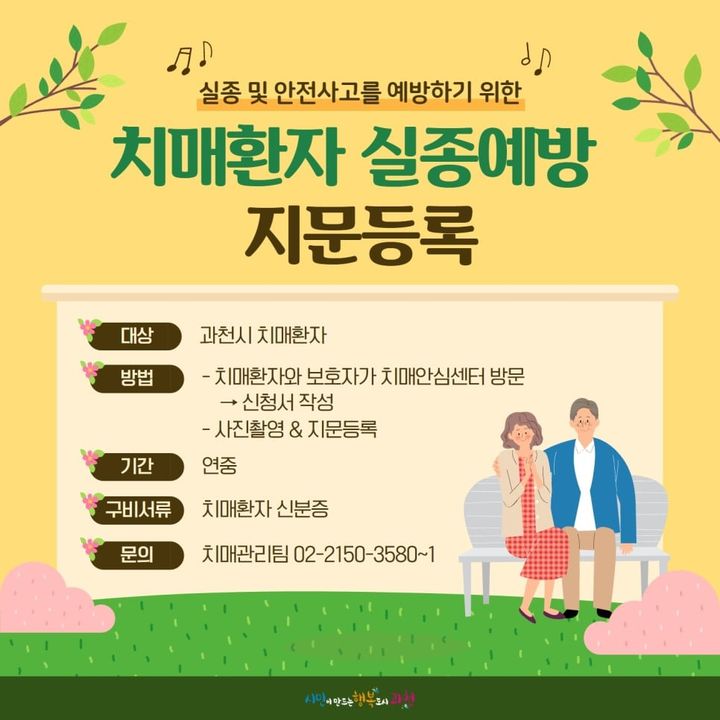 실종 및 안전사고를 예방하기 위한
치매환자 실종예방
지문등록
대상 과천시 치매환자
방법 - 치매환자와 보호자가 치매안심센터 방문
→ 신청서 작성
- 사진촬영 & 지문등록
기간 연중
구비서류 치매환자 신분증
문의 치매관리팀 02-2150-3580~1
시민이 만드는 행복도시 과천